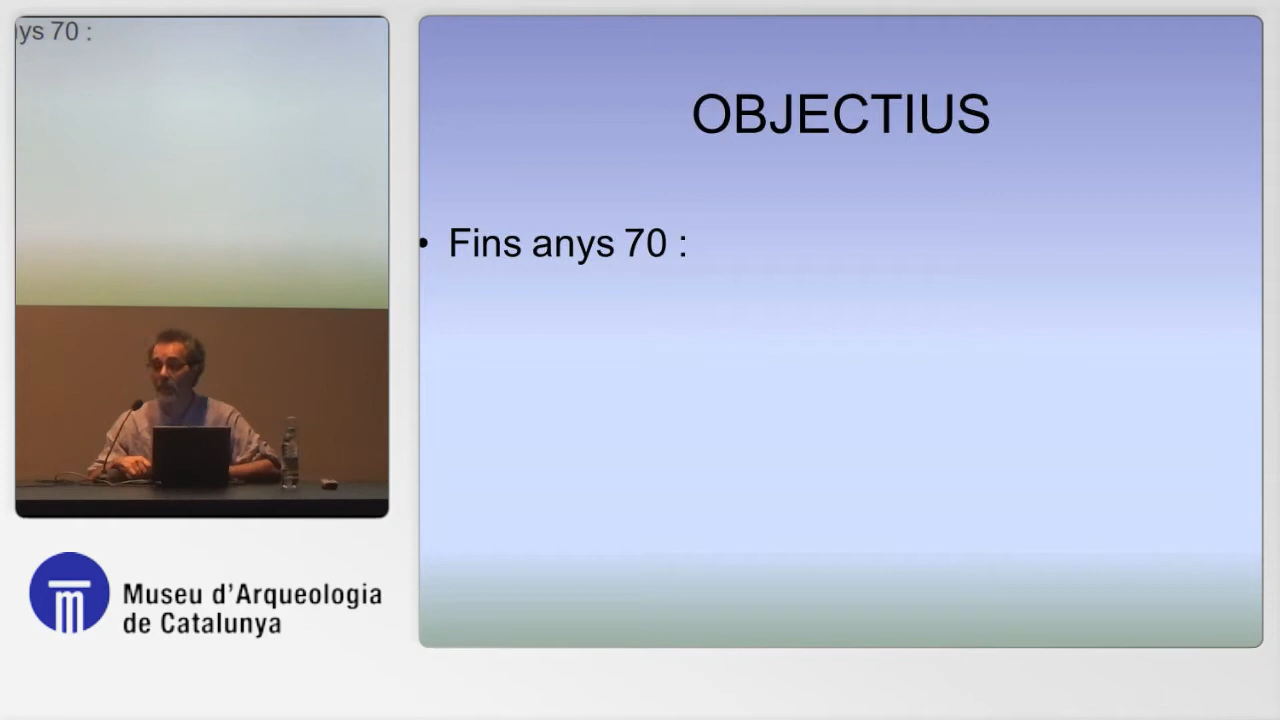 ys 70 :
OBJECTIUS
• Fins anys 70 :
Museu d'Arqueologia
de Catalunya